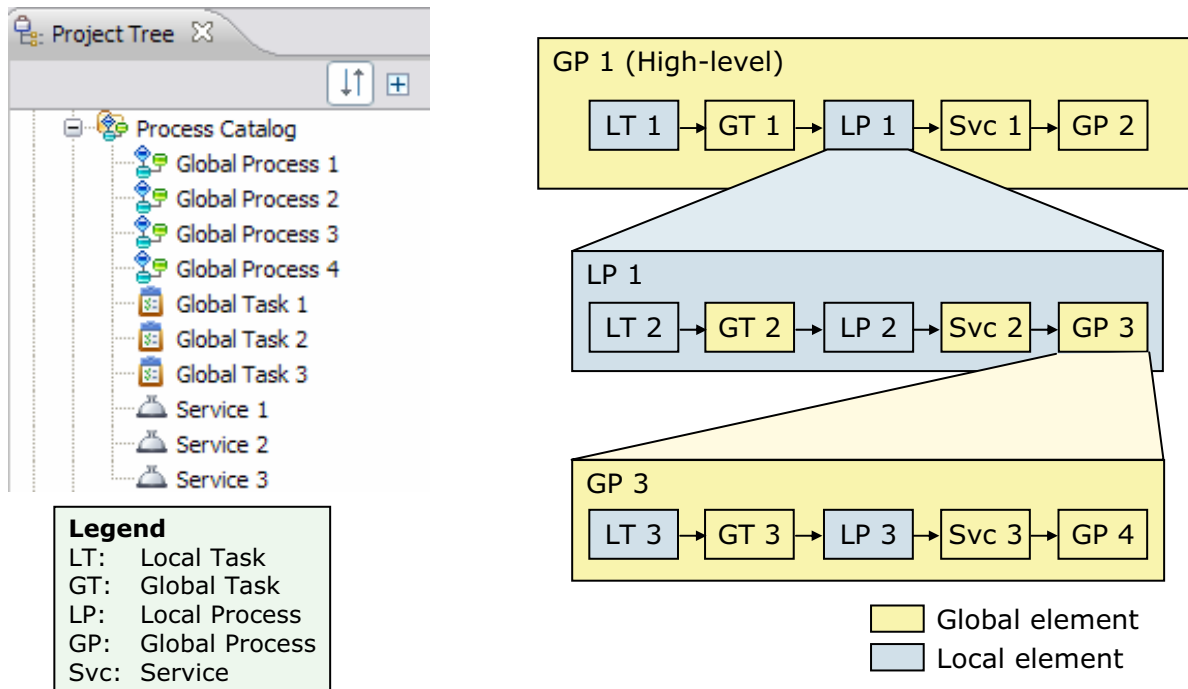 Project Tree
Process Catalog
Global Process 1
Global Process 2
Global Process 3
Global Process 4
Global Task 1
Global Task 2
Global Task 3
Service 1
Service 2
Service 3
Legend
LT: Local Task
GT: Global Task
LP: Local Process
GP: Global Process
Svc: Service
GP 1 (High-level)
LT 1 GT 1 LP 1 Svc 1 GP 2
LP 1
LT 2 GT 2 LP 2 Svc 2 GP 3
GP 3
LT 3 GT 3 LP 3 Svc 3 GP 4
Global element
Local element